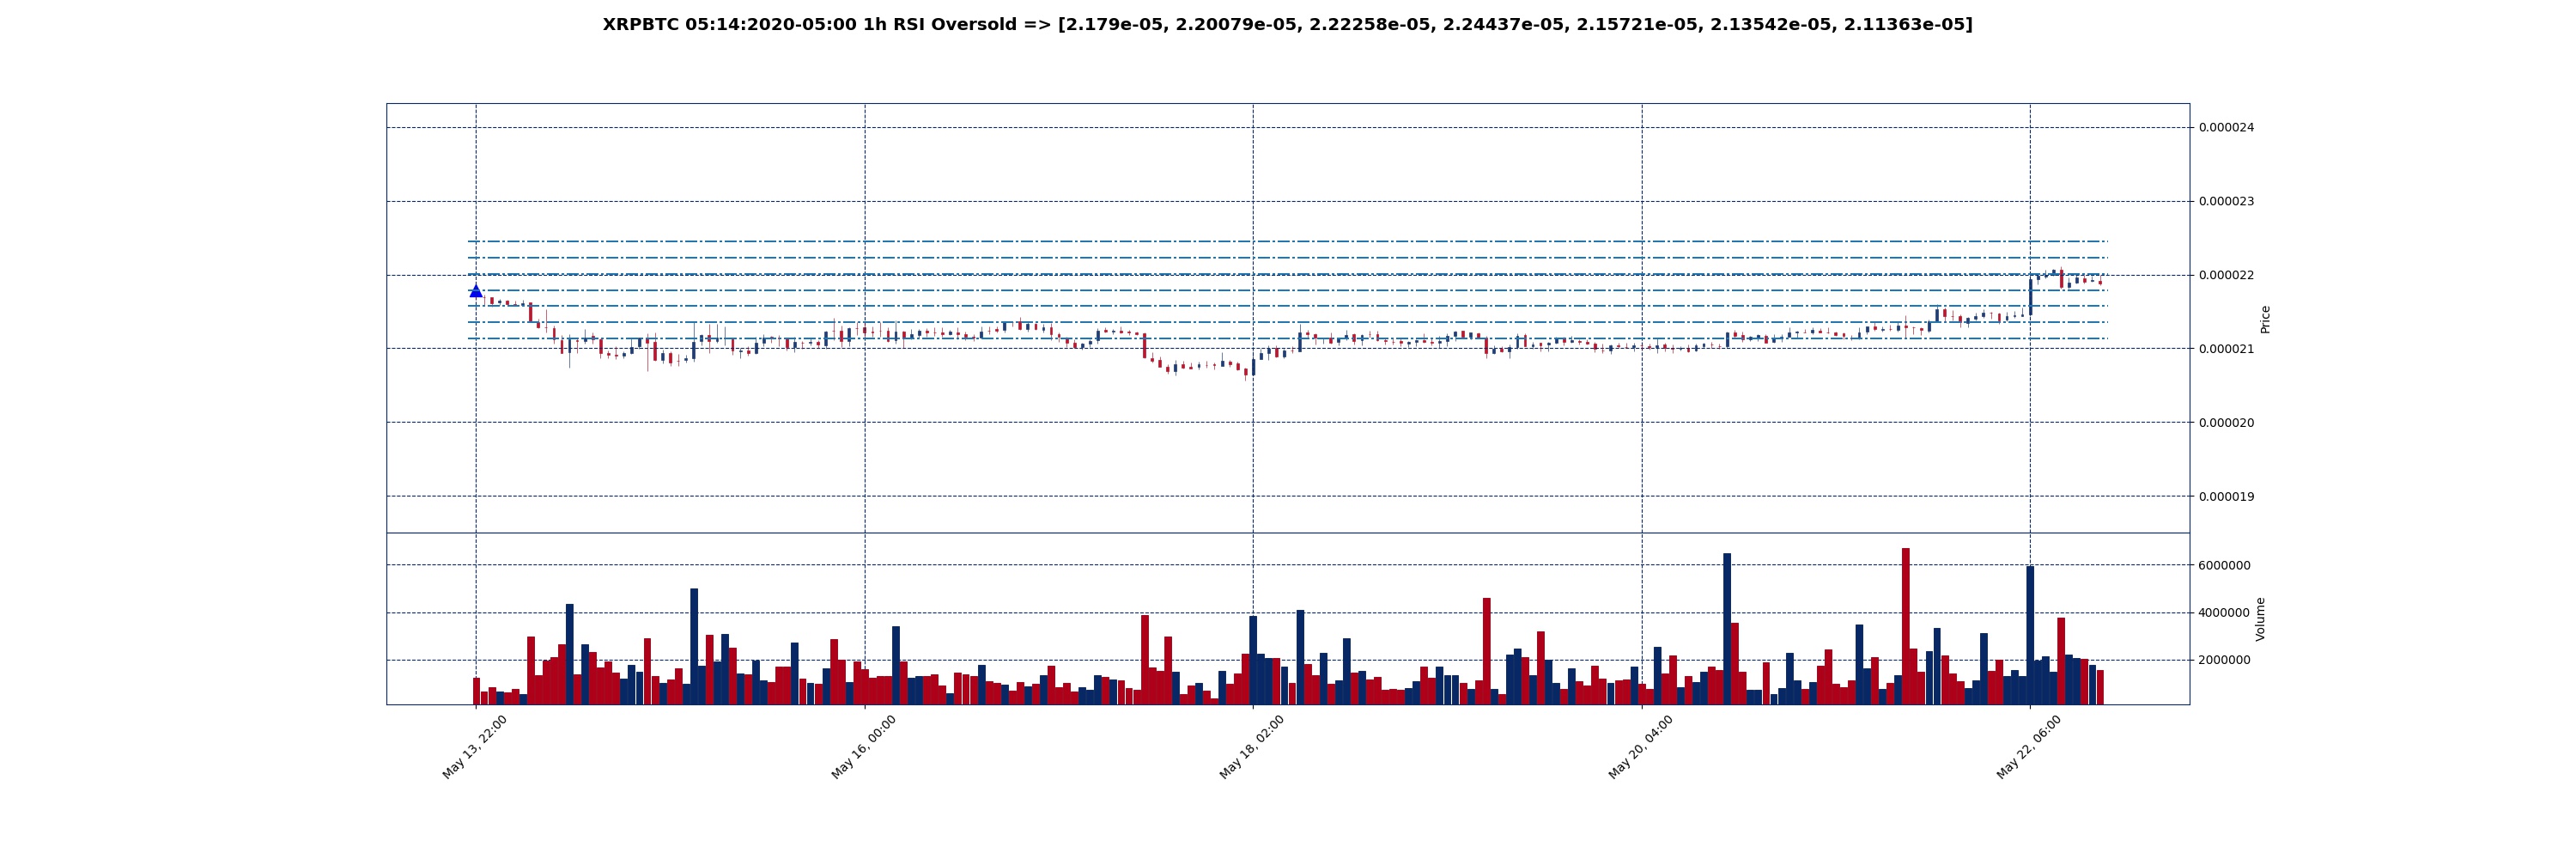 XRPBTC 05:14:2020-05:00 1h RSI Oversold => [2.179e-05, 2.20079e-05, 2.22258e-05, 2.24437e-05, 2.15721e-05, 2.13542e-05, 2.11363e-05]
0.000024
0.000023
0.000022
0.000021
0.000020
0.000019
Price
6000000
4000000
2000000
Volume
May 13, 22:00
May 16, 00:00
May 18, 02:00
May 20, 04:00
May 22, 06:00